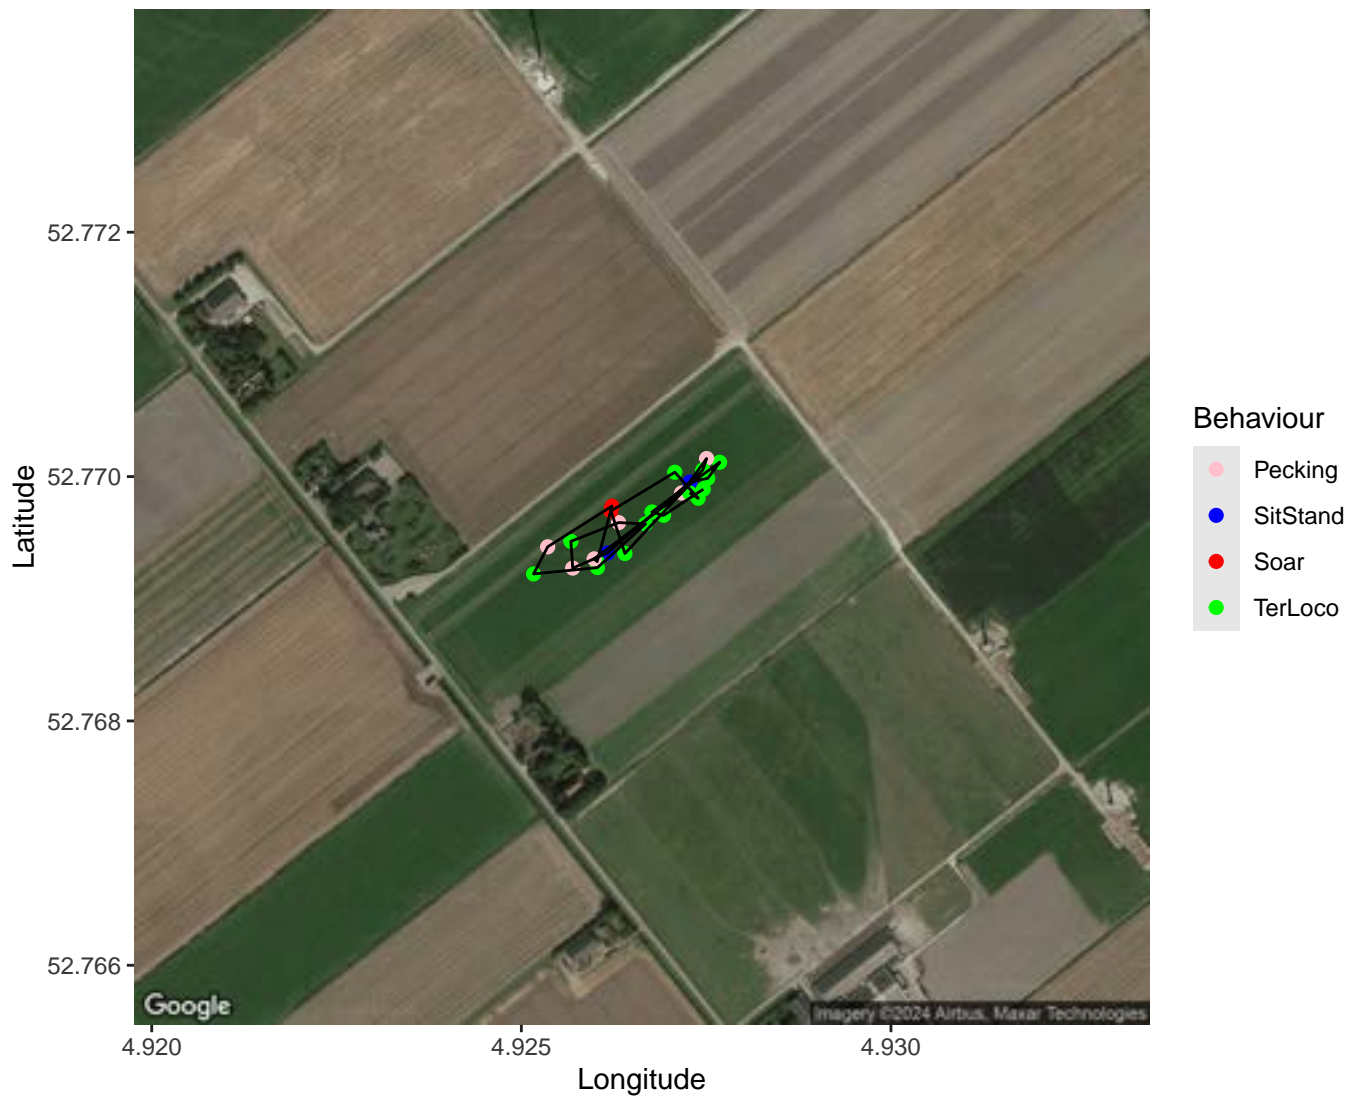 52.772
52.770
52.768
52.766
Latitude
4.920
4.925
4.930
Longitude
Google
Imagery ©2024 Airbus, Maxar Technologies
Behaviour
Pecking
SitStand
Soar
TerLoco